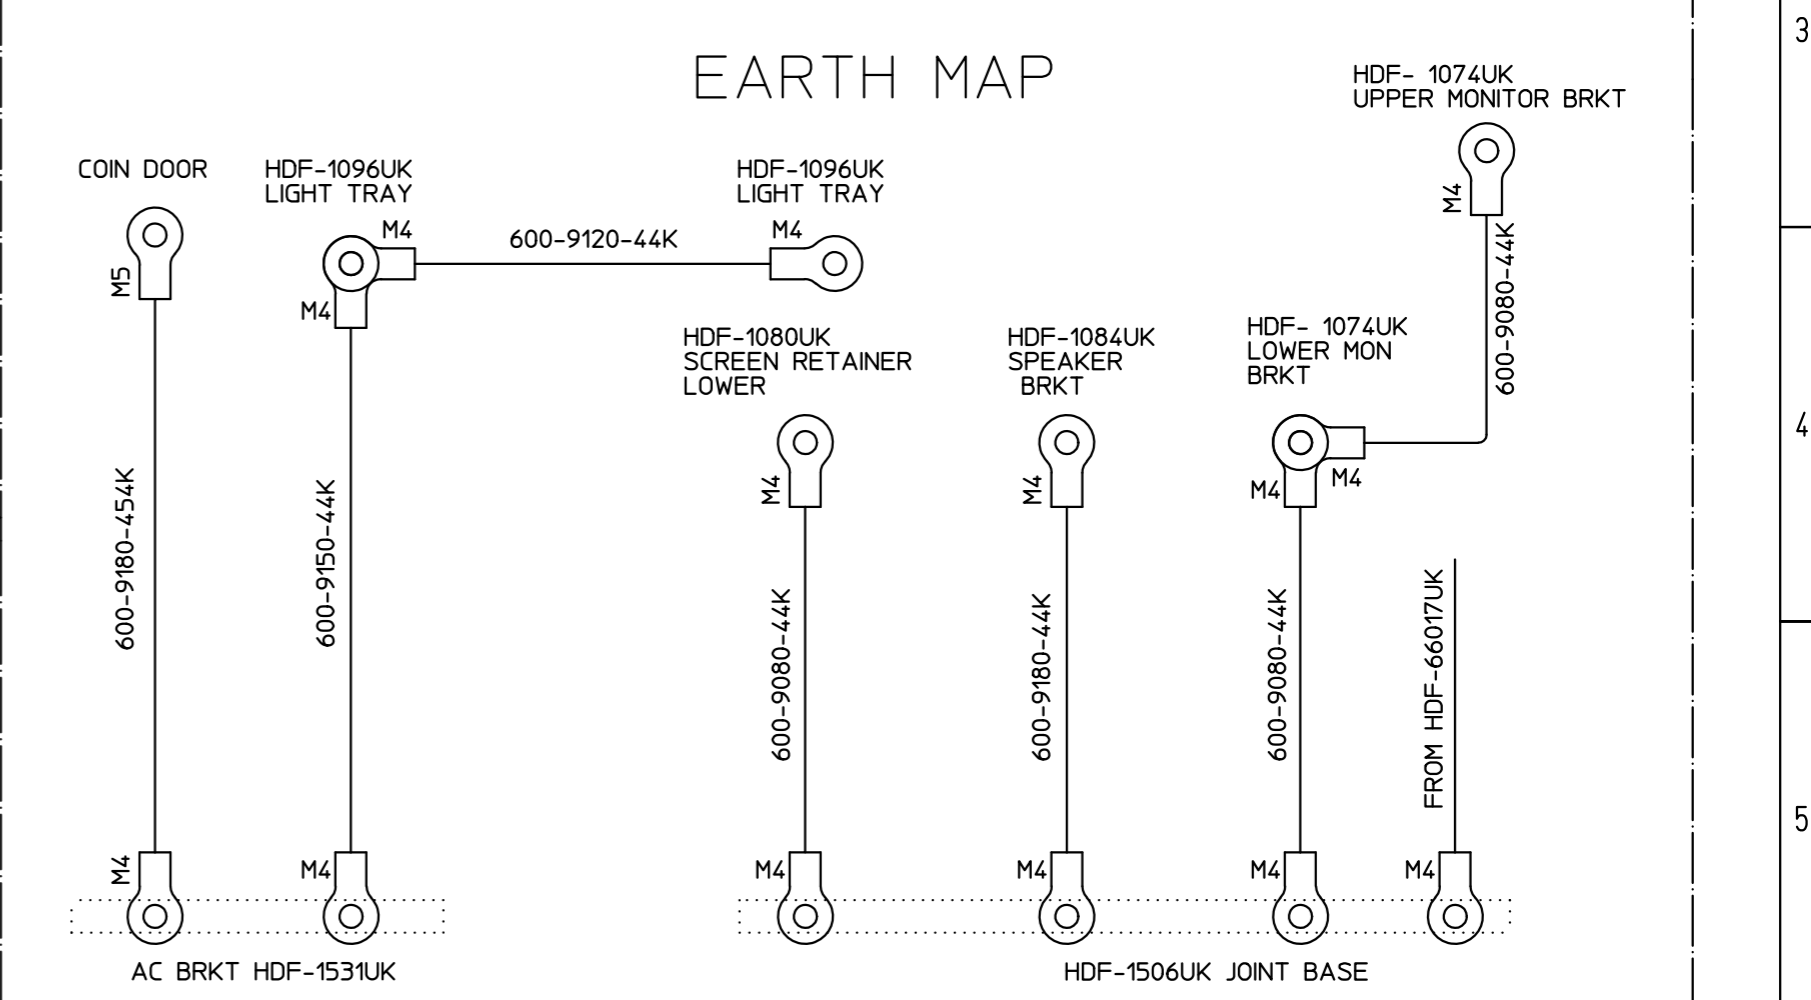 3
EARTH MAP
HDF- 1074UK
UPPER MONITOR BRKT
M4
600-9080-44K
COIN DOOR
M5
600-9180-454K
M4
HDF-1096UK
LIGHT TRAY
M4
M4
600-9120-44K
600-9150-44K
M4
HDF-1096UK
LIGHT TRAY
M4
HDF-1080UK
SCREEN RETAINER
LOWER
M4
600-9080-44K
M4
HDF-1084UK
SPEAKER
BRKT
M4
600-9180-44K
M4
HDF- 1074UK
LOWER MON
BRKT
M4
M4
600-9080-44K
M4
4
FROM HDF-66017UK
M4
5
AC BRKT HDF-1531UK
HDF-1506UK JOINT BASE